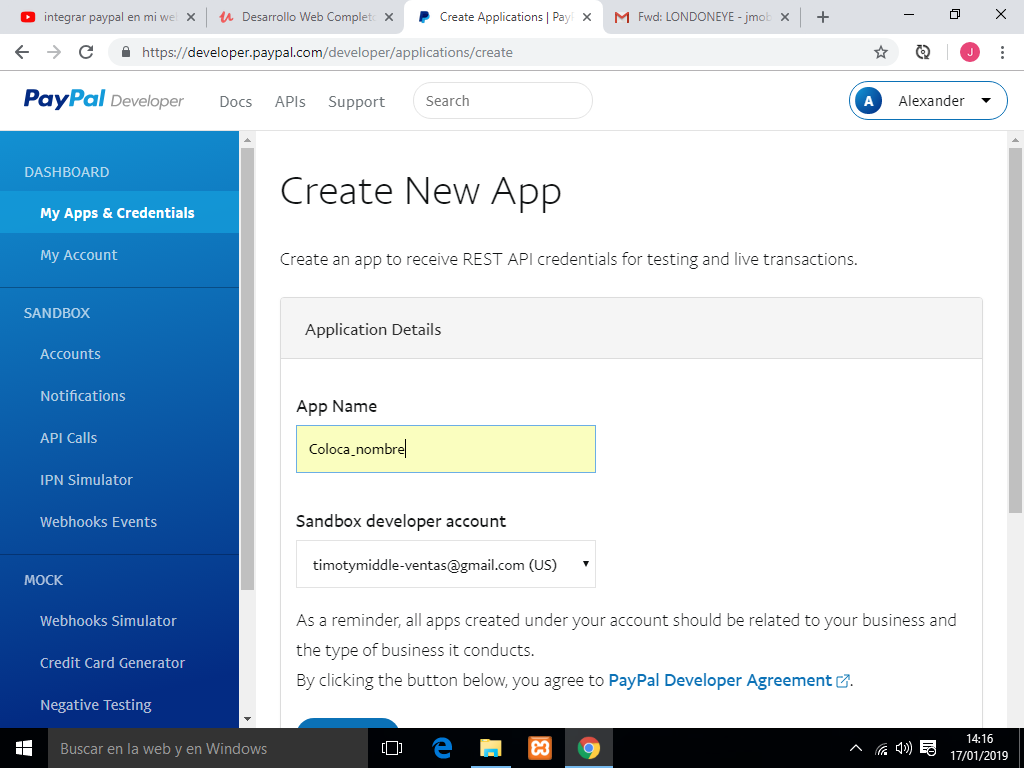 integrar paypal en mi we
Desarrollo Web Complet
Create Applications | Pay
Fwd: LONDONEYE - jmob
https://developer.paypal.com/developer/applications/create
J
PayPal Developer
Docs
APIs
Support
Search
A
Alexander
DASHBOARD
My Apps & Credentials
My Account
SANDBOX
Accounts
Notifications
API Calls
IPN Simulator
Webhooks Events
MOCK
Webhooks Simulator
Credit Card Generator
Negative Testing
Create New App
Create an app to receive REST API credentials for testing and live transactions.
Application Details
App Name
Coloca_nombre
Sandbox developer account
timotymiddle-ventas@gmail.com (US)
As a reminder, all apps created under your account should be related to your business and
the type of business it conducts.
By clicking the button below, you agree to PayPal Developer Agreement.
Buscar en la web y en Windows
14:16
17/01/2019